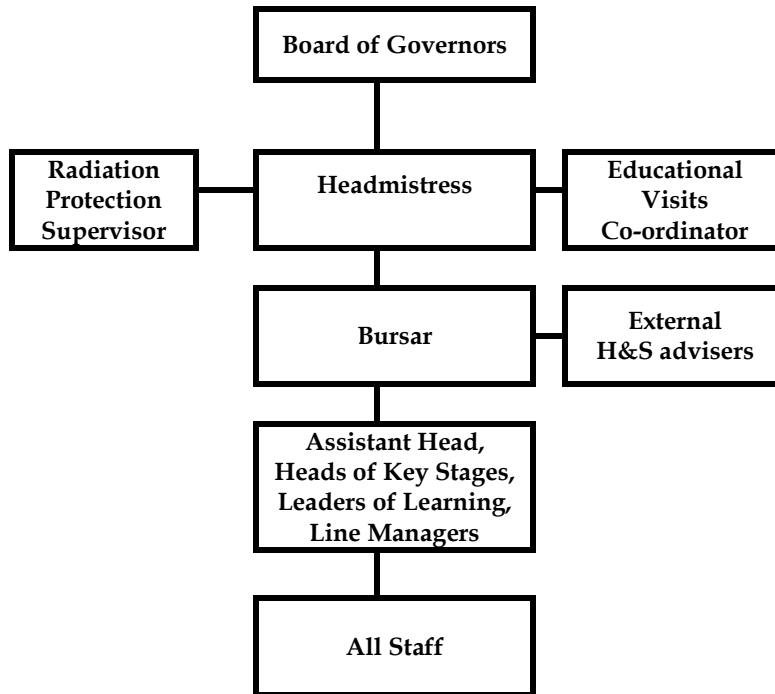 Board of Governors
Radiation
Protection
Supervisor
Headmistress
Educational
Visits
Co-ordinator
Bursar
External
H&S advisers
Assistant Head,
Heads of Key Stages,
Leaders of Learning,
Line Managers
All Staff